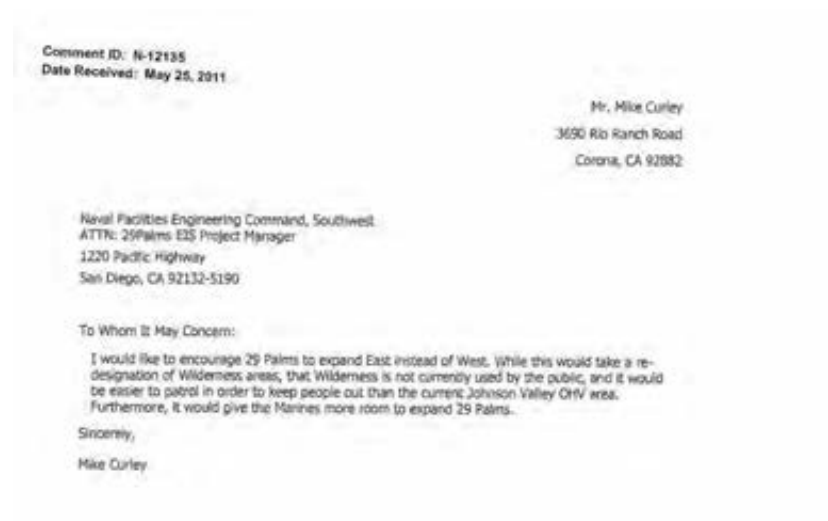 Comment ID: N-12135
Date Received: May 25, 2011
Mr. Mike Curley
3690 Rio Ranch Road
Corona, CA 92882
Naval Facilities Engineering Command, Southwest
ATTN: 29Palms EIS Project Manager
1220 Pacific Highway
San Diego, CA 92132-5190
To Whom It May Concern:
I would like to encourage 29 Palms to expand East instead of West. While this would take a re-
designation of Wilderness areas, that Wilderness is not currently used by the public, and it would
be easier to patrol in order to keep people out than the current Johnson Valley OHV area.
Furthermore, it would give the Marines more room to expand 29 Palms.
Sincerely,
Mike Curley